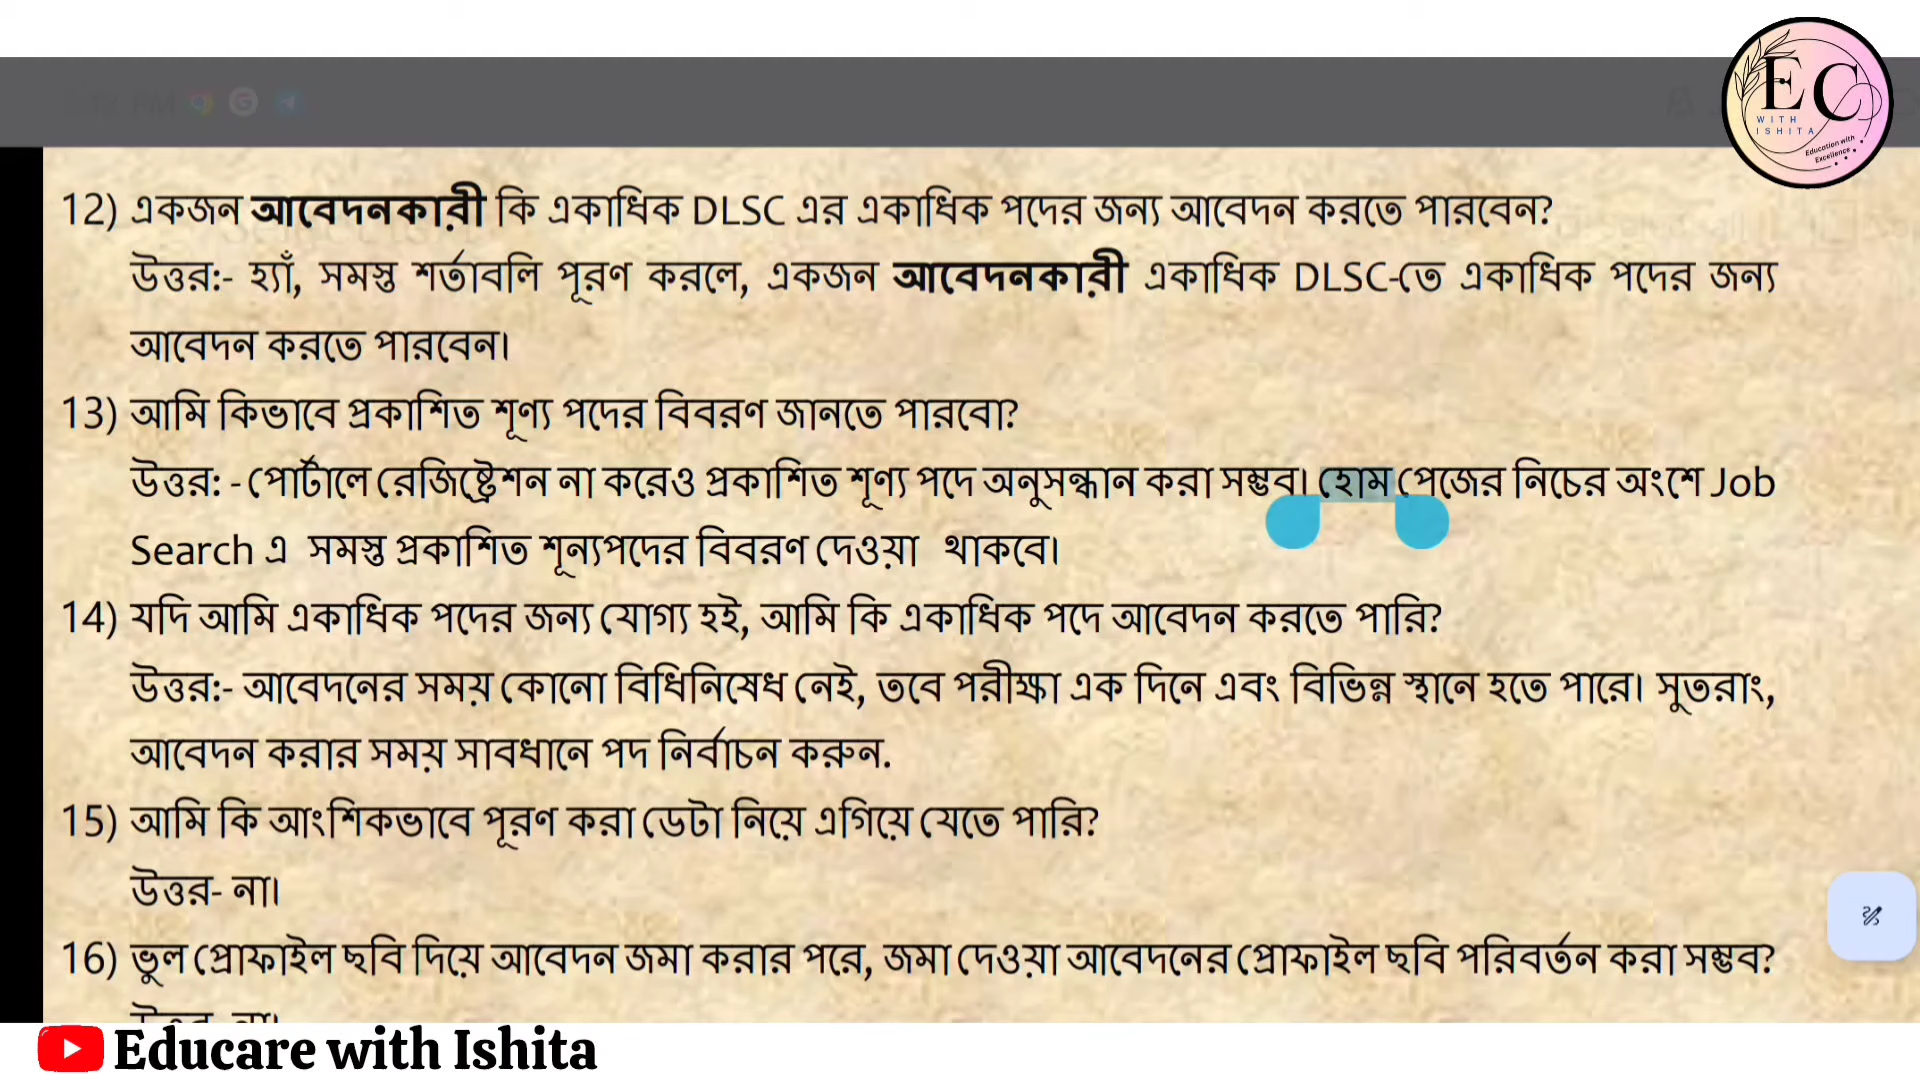 EC
WITH
ISHITA
Education with
Excellence
12) একজন আবেদনকারী কি একাধিক DLSC এর একাধিক পদের জন্য আবেদন করতে পারবেন?
উত্তর:- হ্যাঁ, সমস্ত শর্তাবলি পূরণ করলে, একজন আবেদনকারী একাধিক DLSC-তে একাধিক পদের জন্য
আবেদন করতে পারবেন।
13) আমি কিভাবে প্রকাশিত শূণ্য পদের বিবরণ জানতে পারবো?
উত্তর: - পোর্টালে রেজিষ্ট্রেশন না করেও প্রকাশিত শূণ্য পদে অনুসন্ধান করা সম্ভব। হোম পেজের নিচের অংশে Job
Search এ সমস্ত প্রকাশিত শূন্যপদের বিবরণ দেওয়া থাকবে।
14) যদি আমি একাধিক পদের জন্য যোগ্য হই, আমি কি একাধিক পদে আবেদন করতে পারি?
উত্তর:- আবেদনের সময় কোনো বিধিনিষেধ নেই, তবে পরীক্ষা এক দিনে এবং বিভিন্ন স্থানে হতে পারে। সুতরাং,
আবেদন করার সময় সাবধানে পদ নির্বাচন করুন.
15) আমি কি আংশিকভাবে পূরণ করা ডেটা নিয়ে এগিয়ে যেতে পারি?
উত্তর- না।
16) ভুল প্রোফাইল ছবি দিয়ে আবেদন জমা করার পরে, জমা দেওয়া আবেদনের প্রোফাইল ছবি পরিবর্তন করা সম্ভব?
Educare with Ishita